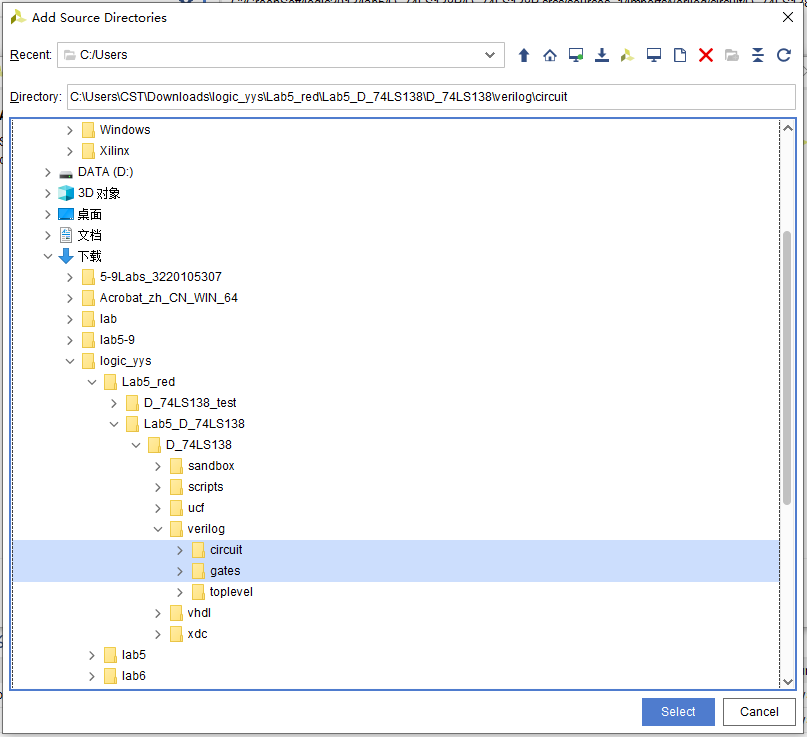 Add Source Directories
Recent: C:/Users
Directory: C:\Users\CST\Downloads\logic_yys\Lab5_red\Lab5_D_74LS138\D_74LS138\verilog\circuit
Windows
Xilinx
DATA (D:)
3D 对象
桌面
文档
下载
5-9Labs_3220105307
Acrobat_zh_CN_WIN_64
lab
lab5-9
logic_yys
Lab5_red
D_74LS138_test
Lab5_D_74LS138
D_74LS138
sandbox
scripts
ucf
verilog
circuit
gates
toplevel
vhdl
xdc
lab5
lab6
Select Cancel